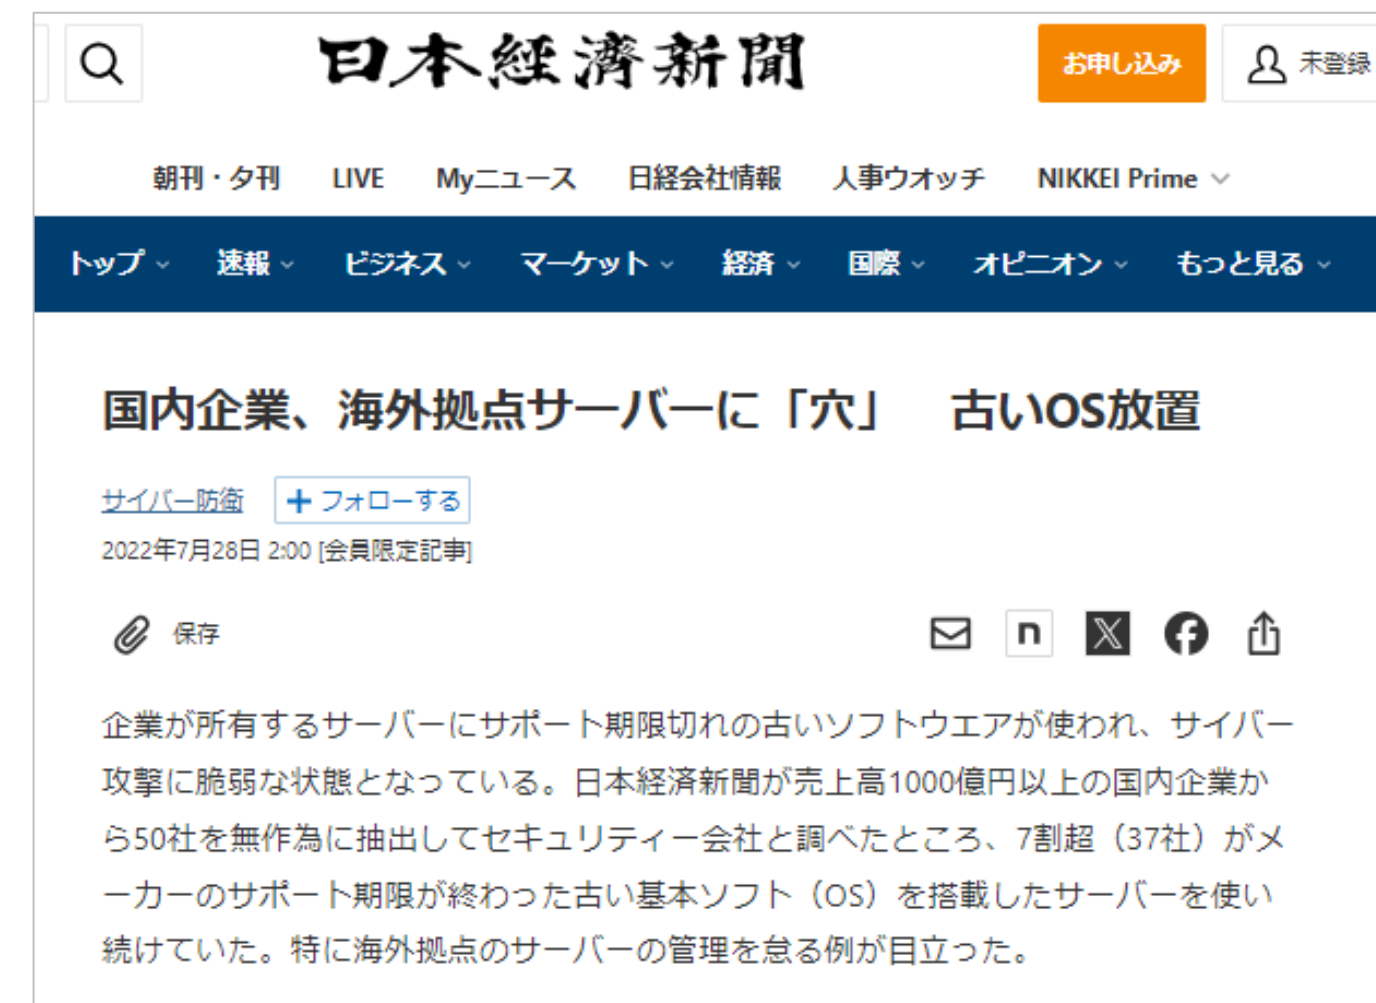 日本経済新聞
お申し込み
未登録
朝刊・夕刊 LIVE Myニュース 日経会社情報 人事ウオッチ NIKKEI Prime
トップ 速報 ビジネス マーケット 経済 国際 オピニオン もっと見る
国内企業、海外拠点サーバーに「穴」　古いOS放置
サイバー防衛 + フォローする
2022年7月28日 2:00 [会員限定記事]
保存
n X f
企業が所有するサーバーにサポート期限切れの古いソフトウエアが使われ、サイバー
攻撃に脆弱な状態となっている。日本経済新聞が売上高1000億円以上の国内企業か
ら50社を無作為に抽出してセキュリティー会社と調べたところ、7割超（37社）がメ
ーカーのサポート期限が終わった古い基本ソフト（OS）を搭載したサーバーを使い
続けていた。特に海外拠点のサーバーの管理を怠る例が目立った。